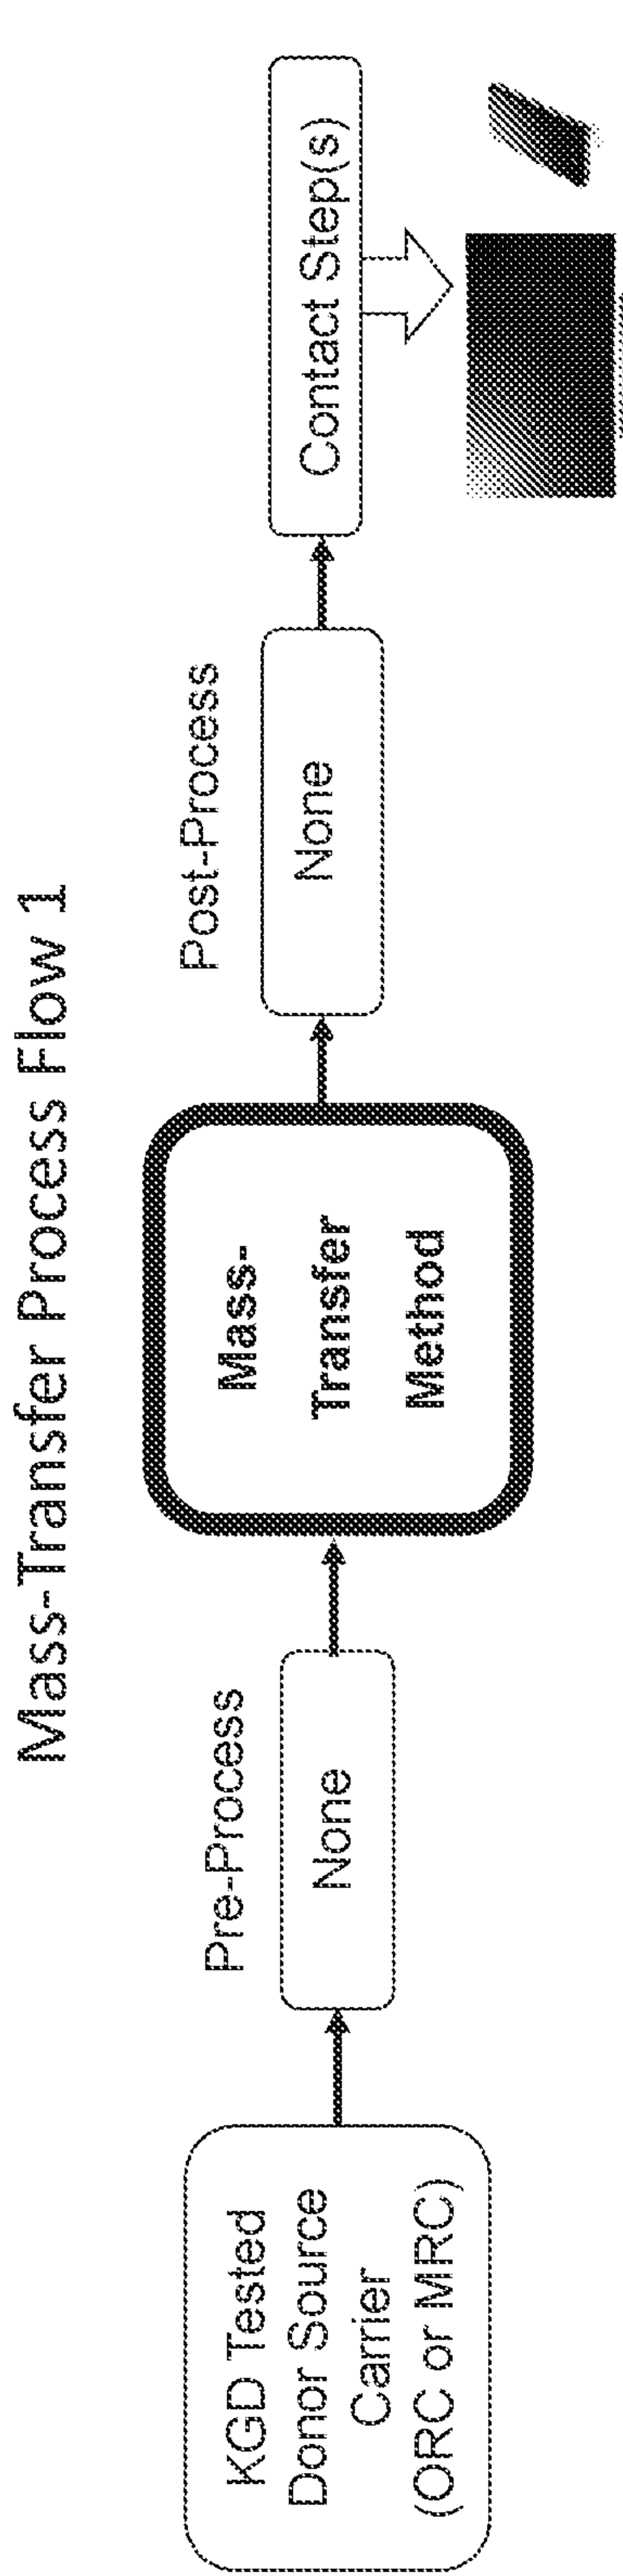 Mass-Transfer Process Flow 1
KGD Tested
Donor Source
Carrier
(ORC or MRC)
Pre-Process
None
Mass-
Transfer
Method
Post-Process
None
Contact Step(s)